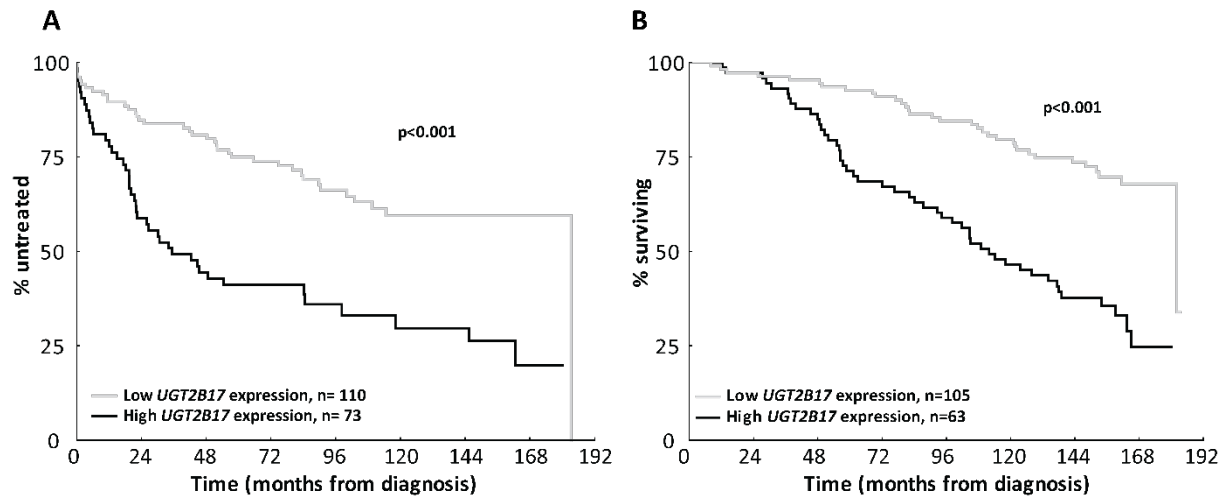 A
100
75
50
25
0
% untreated
p<0.001
Low UGT2B17 expression, n= 110
High UGT2B17 expression, n= 73
0 24 48 72 96 120 144 168 192
Time (months from diagnosis)
B
100
75
50
25
0
% surviving
p<0.001
Low UGT2B17 expression, n=105
High UGT2B17 expression, n=63
0 24 48 72 96 120 144 168 192
Time (months from diagnosis)